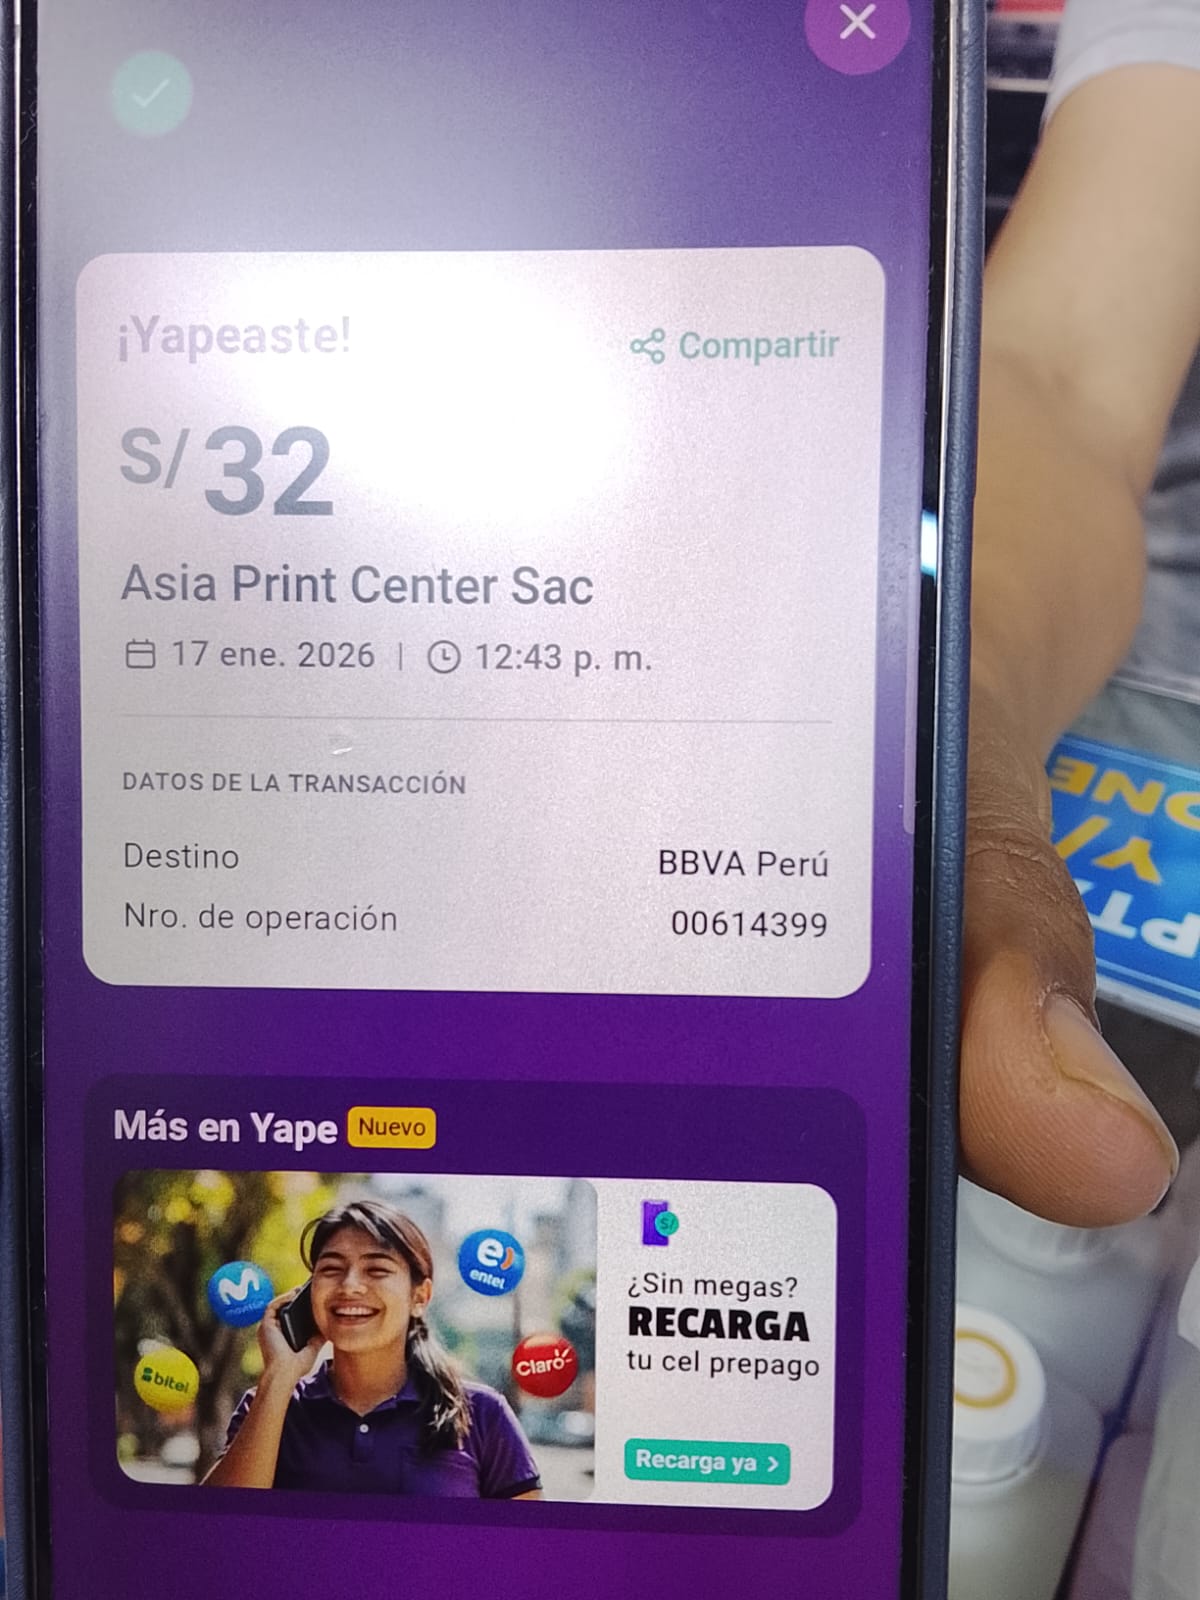 ¡Yapeaste!
Compartir
S/ 32
Asia Print Center Sac
17 ene. 2026 | 12:43 p. m.
DATOS DE LA TRANSACCIÓN
Destino BBVA Perú
Nro. de operación 00614399
Más en Yape Nuevo
movistar
entel
bitel
Claro
S/
¿Sin megas?
RECARGA
tu cel prepago
Recarga ya >
Y/